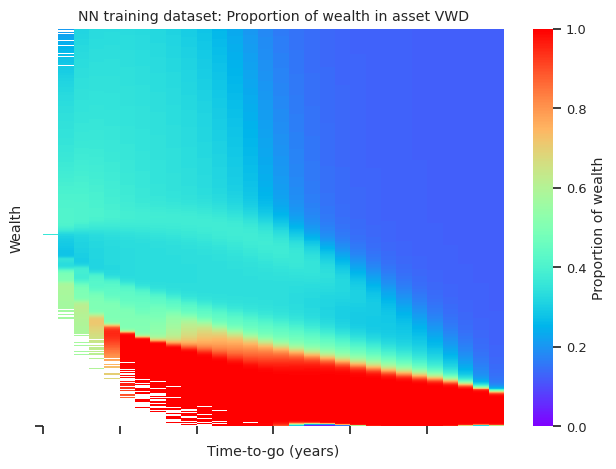 NN training dataset: Proportion of wealth in asset VWD
Wealth
Time-to-go (years)
1.0
0.8
0.6
0.4
0.2
0.0
Proportion of wealth